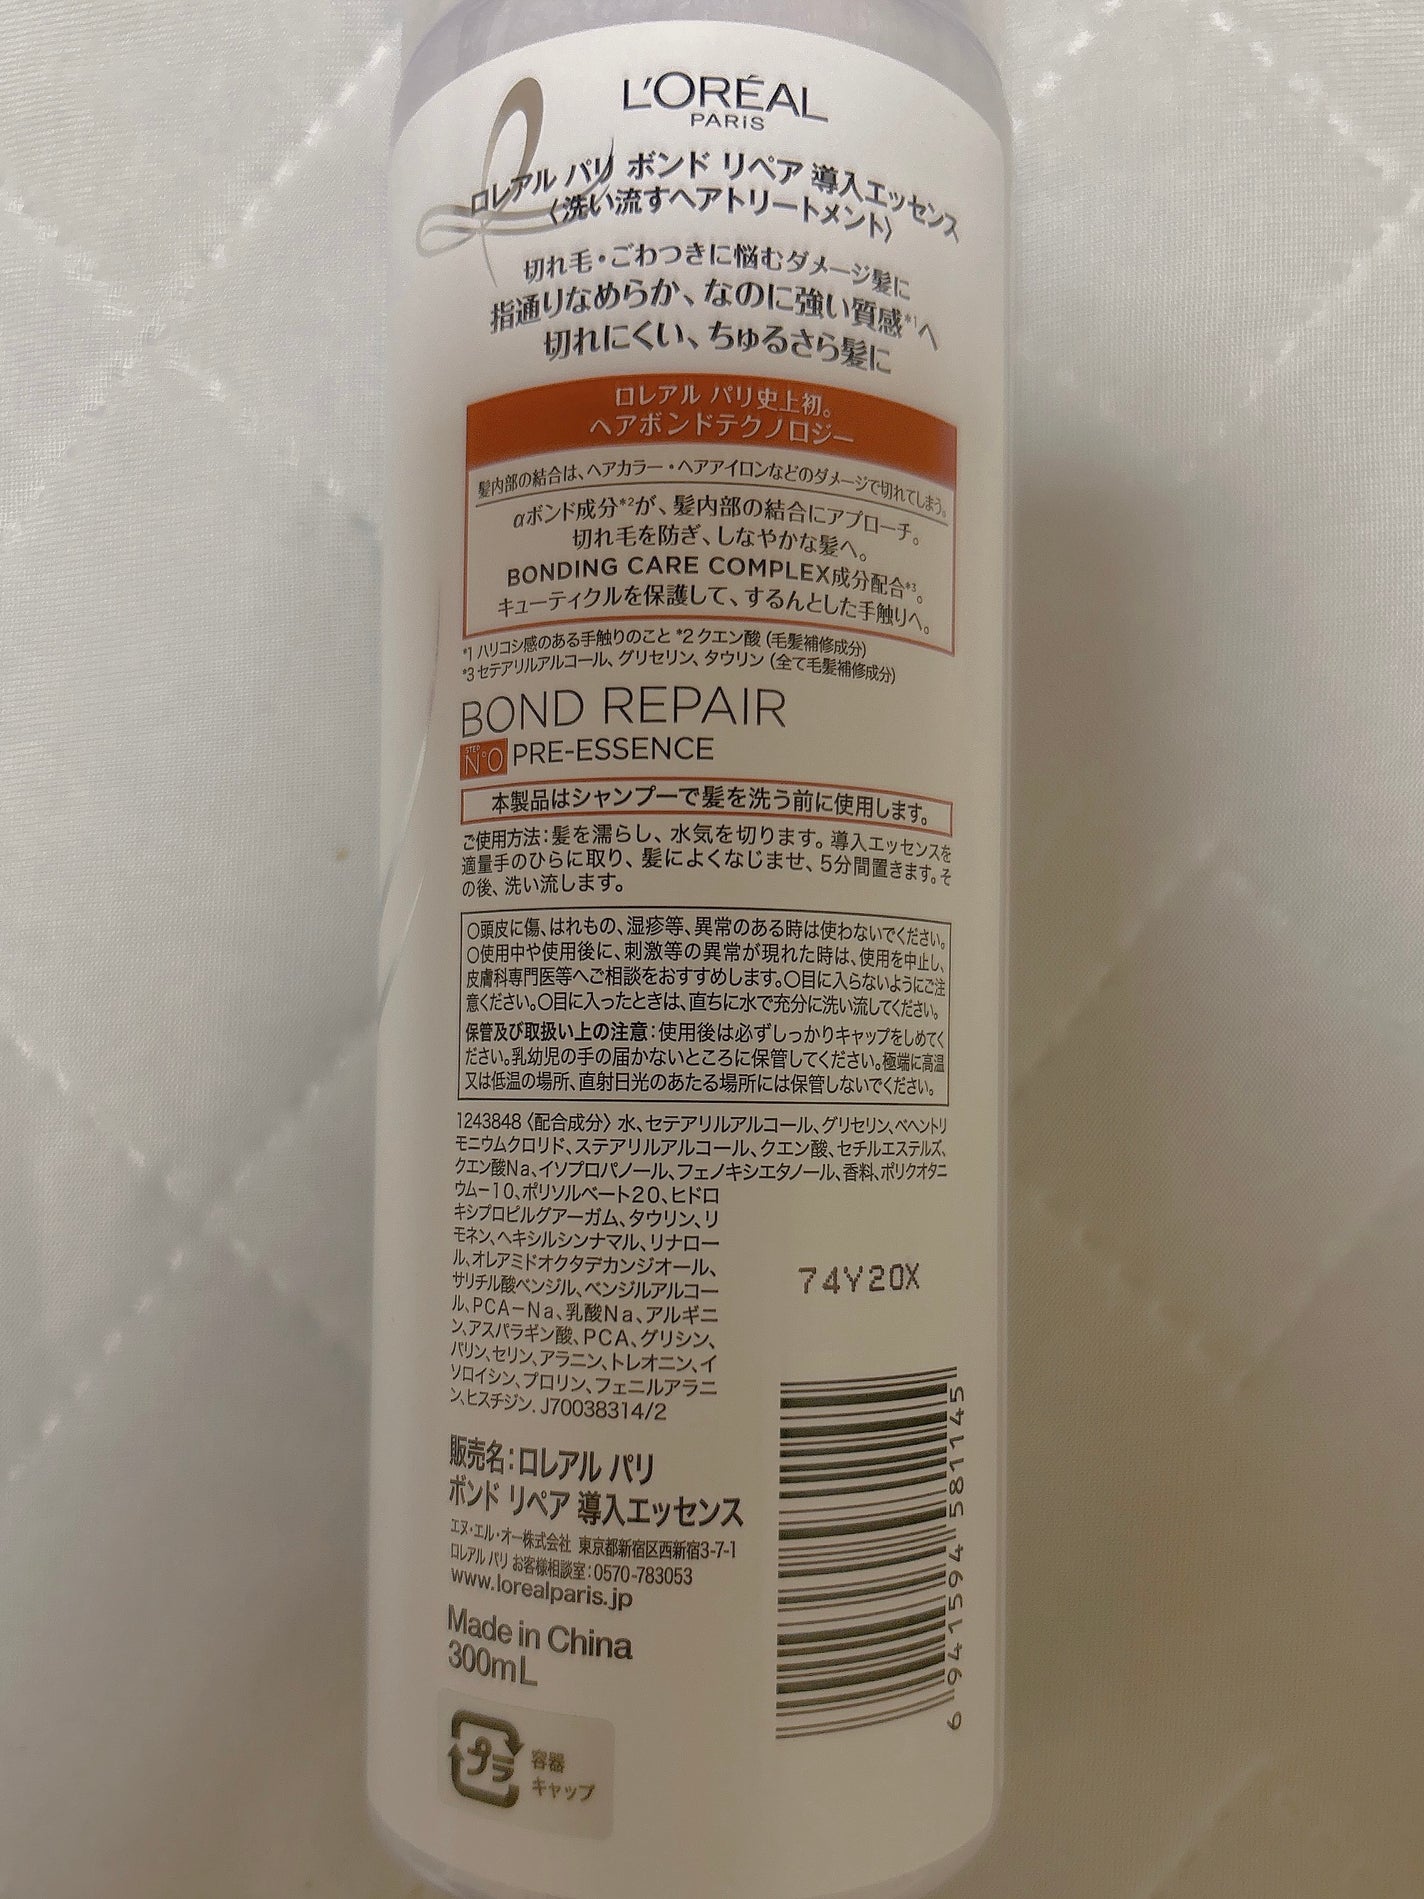 L'ORÉAL
PARIS
ロレアル パリ ボンド リペア 導入エッセンス
〈洗い流すヘアトリートメント〉
切れ毛・ごわつきに悩むダメージ髪に
指通りなめらか、なのに強い質感*1へ
切れにくい、ちゅるさら髪に
ロレアル パリ史上初。
ヘアボンドテクノロジー
髪内部の結合は、ヘアカラー・ヘアアイロンなどのダメージで切れてしまう。
αボンド成分*2が、髪内部の結合にアプローチ。
切れ毛を防ぎ、しなやかな髪へ。
BONDING CARE COMPLEX成分配合*3。
キューティクルを保護して、するんとした手触りへ。
*1 ハリコシ感のある手触りのこと *2 クエン酸（毛髪補修成分）
*3 セテアリルアルコール、グリセリン、タウリン（全て毛髪補修成分）
BOND REPAIR
STEP
N°0 PRE-ESSENCE
本製品はシャンプーで髪を洗う前に使用します。
ご使用方法：髪を濡らし、水気を切ります。導入エッセンスを
適量手のひらに取り、髪によくなじませ、5分間置きます。そ
の後、洗い流します。
○頭皮に傷、はれもの、湿疹等、異常のある時は使わないでください。
○使用中や使用後に、刺激等の異常が現れた時は、使用を中止し、
皮膚科専門医等へご相談をおすすめします。○目に入らないようにご注
意ください。○目に入ったときは、直ちに水で充分に洗い流してください。
保管及び取扱い上の注意：使用後は必ずしっかりキャップをしめてく
ださい。乳幼児の手の届かないところに保管してください。極端に高温
又は低温の場所、直射日光のあたる場所には保管しないでください。
1243848〈配合成分〉水、セテアリルアルコール、グリセリン、ベヘントリ
モニウムクロリド、ステアリルアルコール、クエン酸、セチルエステルズ、
クエン酸Na、イソプロパノール、フェノキシエタノール、香料、ポリクオタニ
ウム－10、ポリソルベート20、ヒドロ
キシプロピルグアーガム、タウリン、リ
モネン、ヘキシルシンナマル、リナロー
ル、オレアミドオクタデカンジオール、
サリチル酸ベンジル、ベンジルアルコー
ル、PCA－Na、乳酸Na、アルギニ
ン、アスパラギン酸、PCA、グリシン、
バリン、セリン、アラニン、トレオニン、イ
ソロイシン、プロリン、フェニルアラニ
ン、ヒスチジン. J70038314/2
74Y20X
販売名：ロレアル パリ
ボンド リペア 導入エッセンス
エヌ・エル・オー株式会社 東京都新宿区西新宿3-7-1
ロレアル パリ お客様相談室：0570-783053
www.lorealparis.jp
Made in China
300mL
プラ
容器
キャップ
6 941594 581145